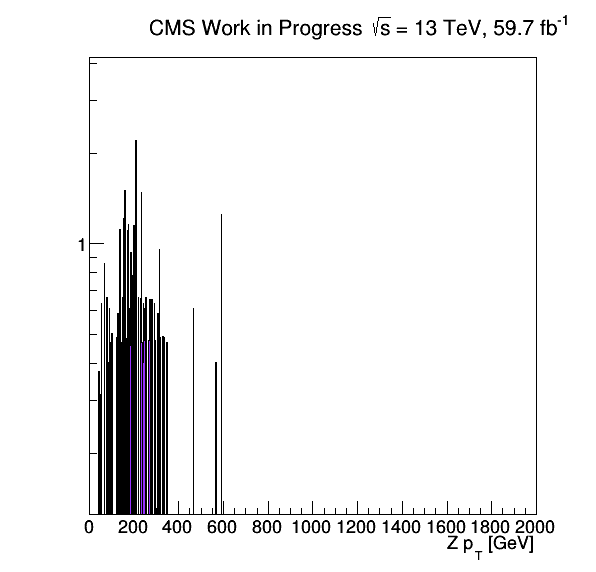 CMS Work in Progress √s = 13 TeV, 59.7 fb⁻¹
1
0 200 400 600 800 1000 1200 1400 1600 1800 2000
Z p_T [GeV]